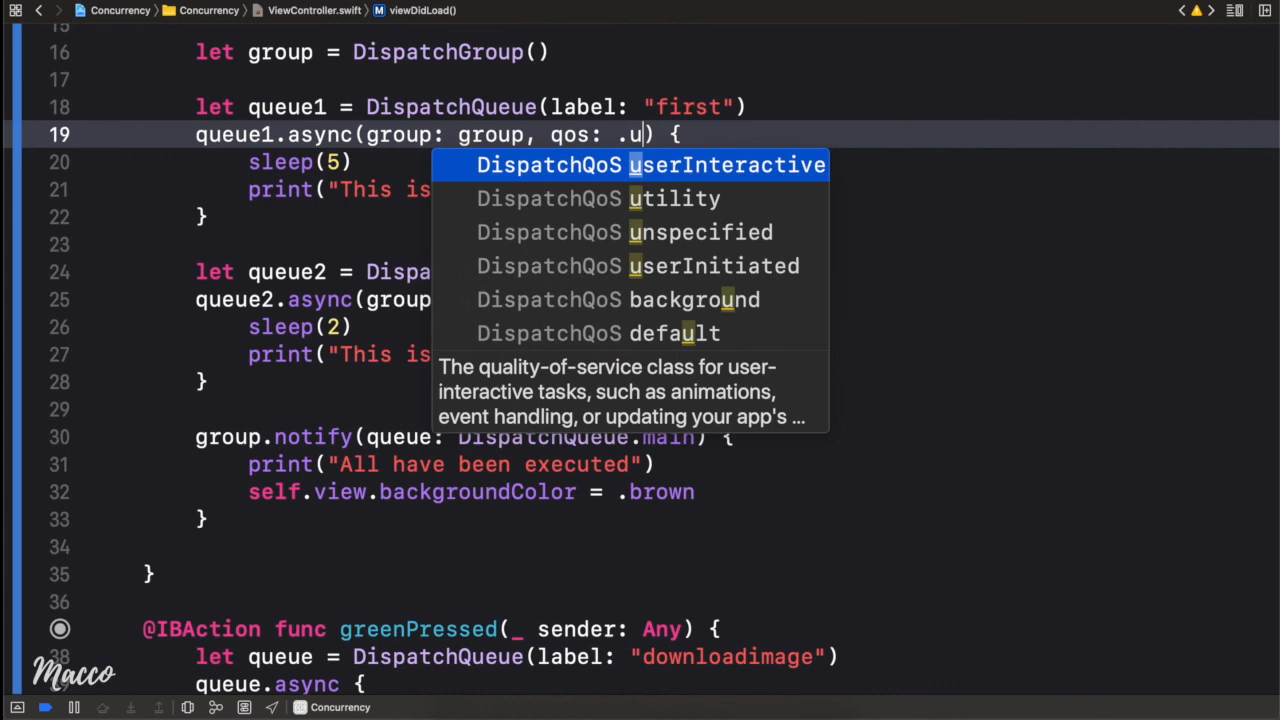 Concurrency Concurrency ViewController.swift M viewDidLoad()
15
16 let group = DispatchGroup()
17
18 let queue1 = DispatchQueue(label: "first")
19 queue1.async(group: group, qos: .u) {
DispatchQoS userInteractive
20 sleep(5)
21 print("This is
DispatchQoS utility
22 }
DispatchQoS unspecified
23
24 let queue2 = Dispa
DispatchQoS userInitiated
25 queue2.async(group
DispatchQoS background
26 sleep(2)
DispatchQoS default
27 print("This is
The quality-of-service class for user-
28 }
interactive tasks, such as animations,
29
event handling, or updating your app's ...
30 group.notify(queue: DispatchQueue.main) {
31 print("All have been executed")
32 self.view.backgroundColor = .brown
33 }
34
35 }
36
@IBAction func greenPressed(_ sender: Any) {
38 let queue = DispatchQueue(label: "downloadimage")
39 queue.async {
Macco
Concurrency